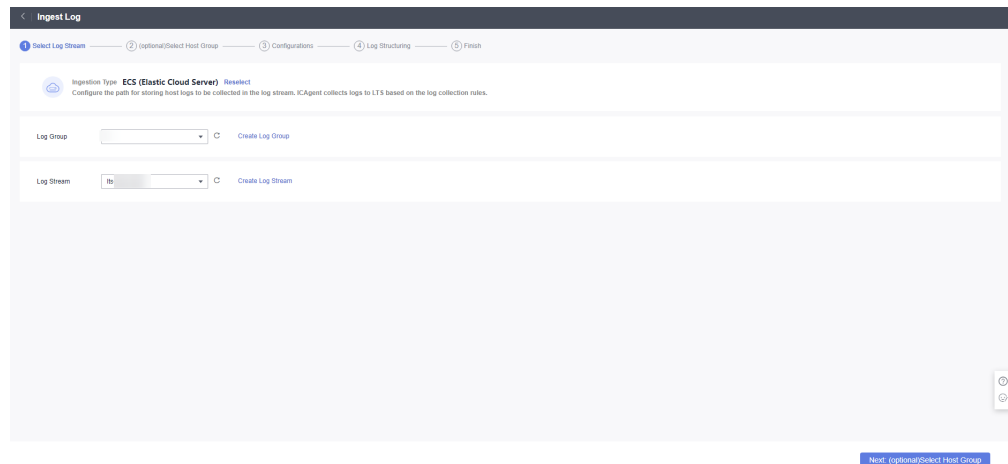 Ingest Log
1 Select Log Stream 2 (optional)Select Host Group 3 Configurations 4 Log Structuring 5 Finish
Ingestion Type ECS (Elastic Cloud Server) Reselect
Configure the path for storing host logs to be collected in the log stream, ICAgent collects logs to LTS based on the log collection rules.
Log Group Create Log Group
Log Stream lts Create Log Stream
Next: (optional)Select Host Group